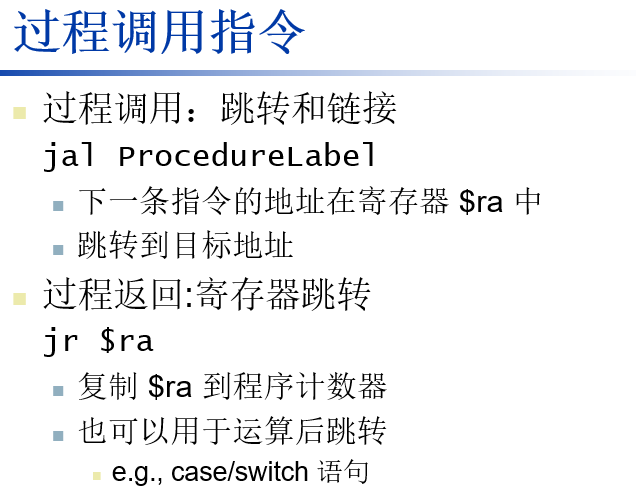 过程调用指令
过程调用：跳转和链接
jal ProcedureLabel
下一条指令的地址在寄存器 $ra 中
跳转到目标地址
过程返回:寄存器跳转
jr $ra
复制 $ra 到程序计数器
也可以用于运算后跳转
e.g., case/switch 语句